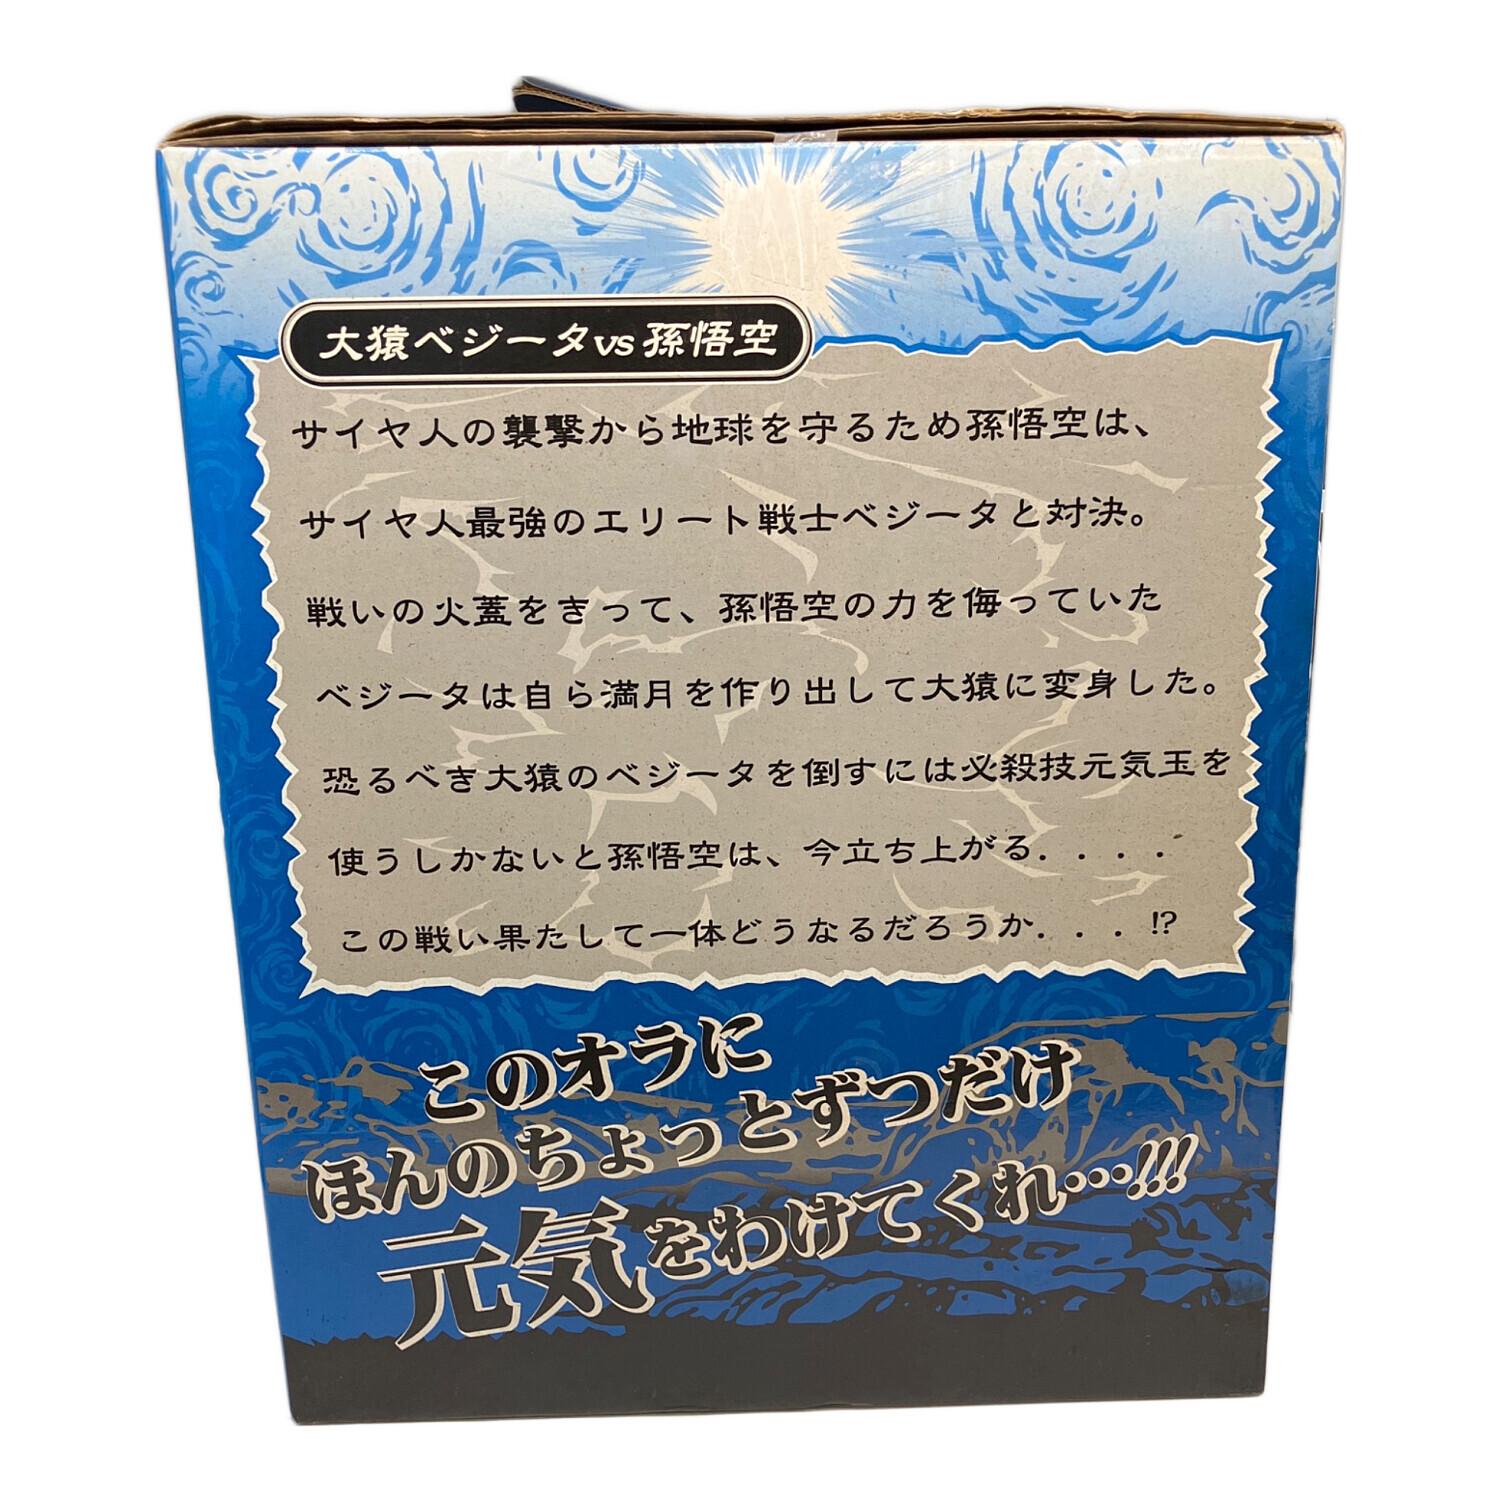 大猿ベジータvs孫悟空
サイヤ人の襲撃から地球を守るため孫悟空は、
サイヤ人最強のエリート戦士ベジータと対決。
戦いの火蓋をきって、孫悟空の力を侮っていた
ベジータは自ら満月を作り出して大猿に変身した。
恐るべき大猿のベジータを倒すには必殺技元気玉を
使うしかないと孫悟空は、今立ち上がる....
この戦い果たして一体どうなるだろうか...!?
このオラに
ほんのちょっとずつだけ
元気をわけてくれ…!!!